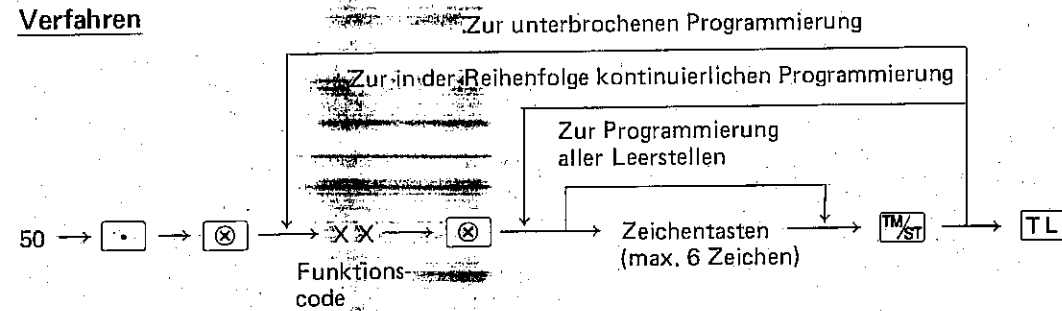 Verfahren
Zur unterbrochenen Programmierung
Zur in der Reihenfolge kontinuierlichen Programmierung
Zur Programmierung
aller Leerstellen
50 → [·] → [⊗] → XX → [⊗] → Zeichentasten → [TM/ST] → [TL]
(max. 6 Zeichen)
Funktions-
code